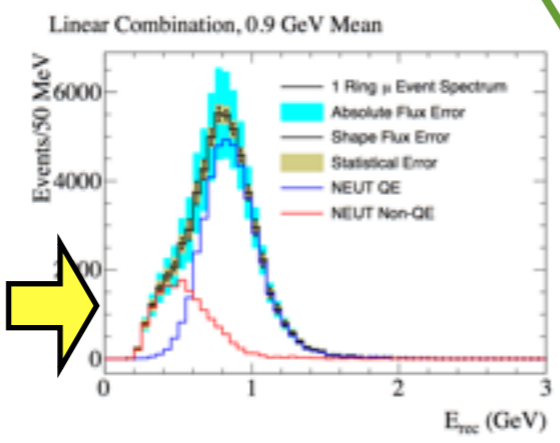 Linear Combination, 0.9 GeV Mean
Events/50 MeV
6000
4000
00
0
1 Ring μ Event Spectrum
Absolute Flux Error
Shape Flux Error
Statistical Error
NEUT QE
NEUT Non-QE
0 1 2 3
E_rec (GeV)